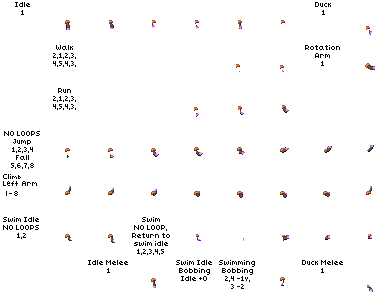 Idle
1
Duck
1
Walk
2,1,2,3,
4,5,4,3,
Rotation
Arm
1
Run
2,1,2,3,
4,5,4,3,
NO LOOPS
Jump
1,2,3,4
Fall
5,6,7,8
Climb
Left Arm
1-8
Swim Idle
NO LOOPS
1,2
Swim
NO LOOP,
Return to
swim idle
1,2,3,4,5
Idle Melee
1
Swim Idle
Bobbing
Idle +0
Swimming
Bobbing
2,4 -1y,
3 -2
Duck Melee
1